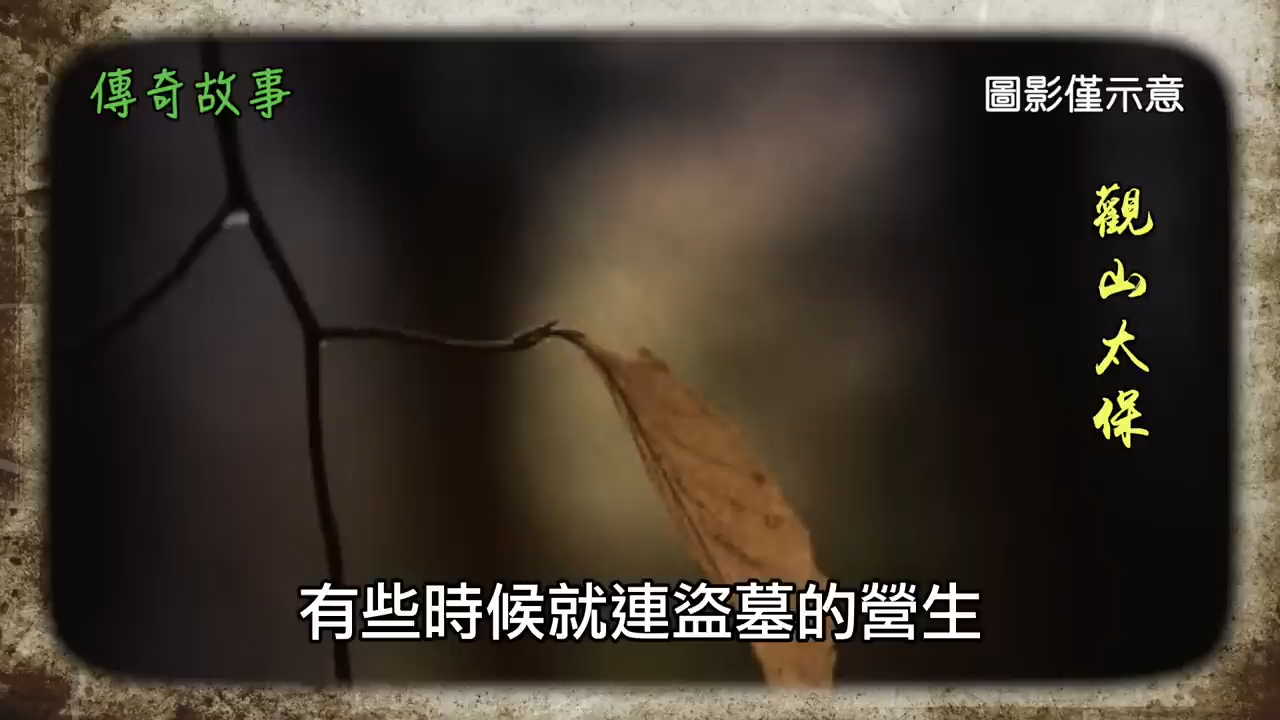 傳奇故事
圖影僅示意
觀山太保
有些時候就連盜墓的營生